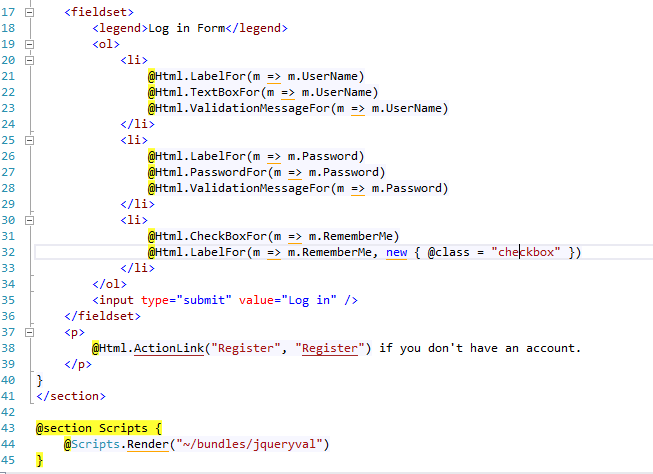 17 <fieldset>
18 <legend>Log in Form</legend>
19 <ol>
20 <li>
21 @Html.LabelFor(m => m.UserName)
22 @Html.TextBoxFor(m => m.UserName)
23 @Html.ValidationMessageFor(m => m.UserName)
24 </li>
25 <li>
26 @Html.LabelFor(m => m.Password)
27 @Html.PasswordFor(m => m.Password)
28 @Html.ValidationMessageFor(m => m.Password)
29 </li>
30 <li>
31 @Html.CheckBoxFor(m => m.RememberMe)
32 @Html.LabelFor(m => m.RememberMe, new { @class = "checkbox" })
33 </li>
34 </ol>
35 <input type="submit" value="Log in" />
36 </fieldset>
37 <p>
38 @Html.ActionLink("Register", "Register") if you don't have an account.
39 </p>
40 }
41 </section>
42
43 @section Scripts {
44 @Scripts.Render("~/bundles/jqueryval")
45 }